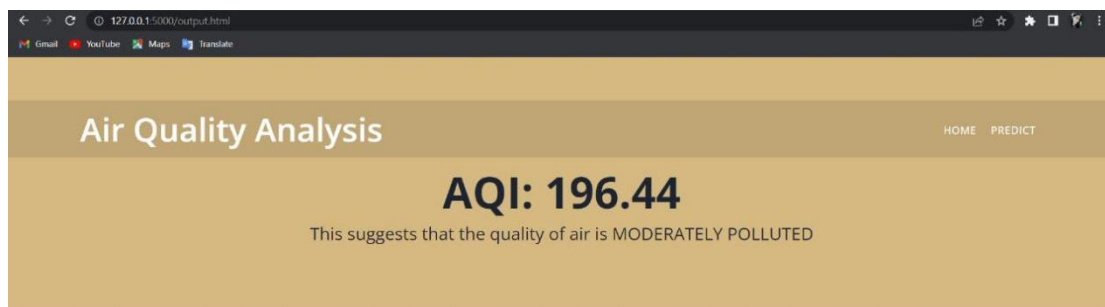 127.0.0.1:5000/output.html
Gmail YouTube Maps Translate
Air Quality Analysis
HOME PREDICT
AQI: 196.44
This suggests that the quality of air is MODERATELY POLLUTED